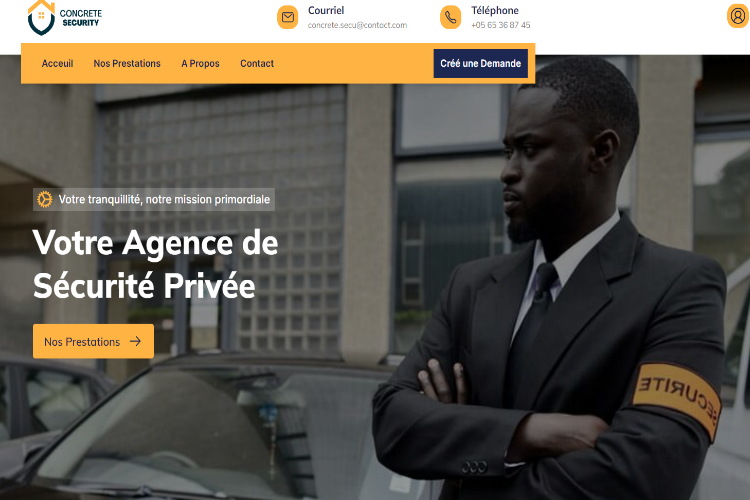 CONCRETE
SECURITY
Courriel
concrete.secu@contact.com
Téléphone
+05 65 36 87 45
Acceuil
Nos Prestations
A Propos
Contact
Créé une Demande
Votre tranquillité, notre mission primordiale
Votre Agence de
Sécurité Privée
Nos Prestations
SECURITE